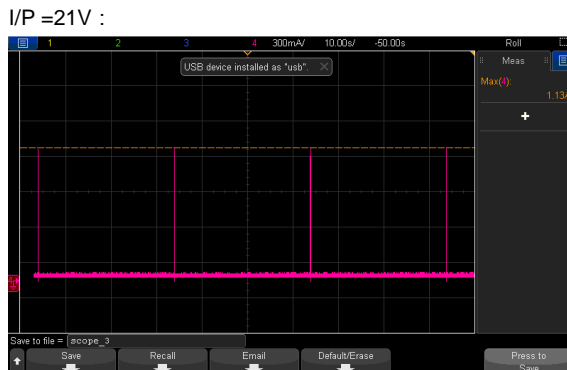 I/P =21V :
1 2 3 4 300mA/ 10.00s/ -50.00s Roll
USB device installed as "usb".
Meas
Max(4):
1.13A
+
Save to file = scope_3
Save Recall Email Default/Erase Press to
Save